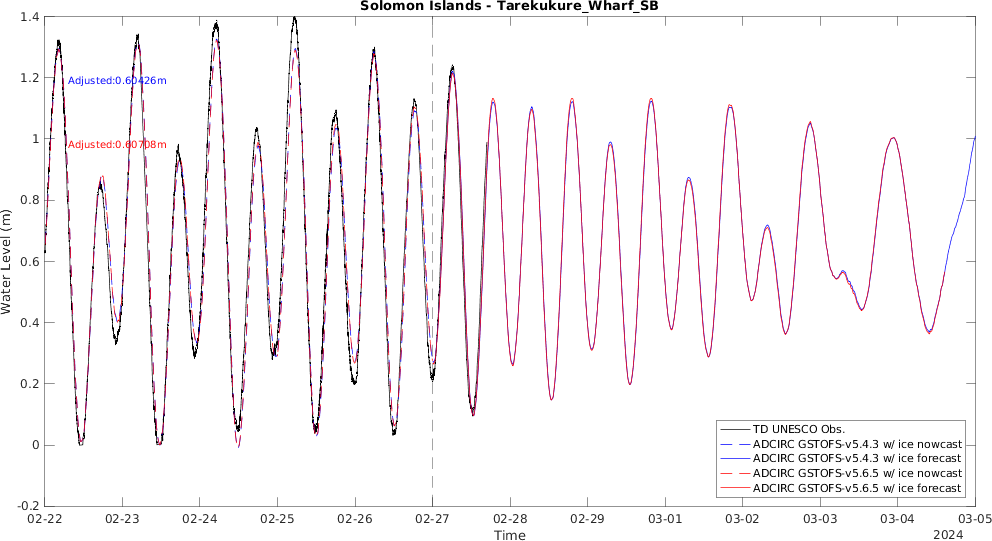 Solomon Islands - Tarekukure_Wharf_SB
1.4
1.2
1
0.8
0.6
0.4
0.2
0
-0.2
Water Level (m)
Adjusted:0.60426m
Adjusted:0.60708m
TD UNESCO Obs.
ADCIRC GSTOFS-v5.4.3 w/ ice nowcast
ADCIRC GSTOFS-v5.4.3 w/ ice forecast
ADCIRC GSTOFS-v5.6.5 w/ ice nowcast
ADCIRC GSTOFS-v5.6.5 w/ ice forecast
02-22 02-23 02-24 02-25 02-26 02-27 02-28 02-29 03-01 03-02 03-03 03-04 03-05
Time
2024